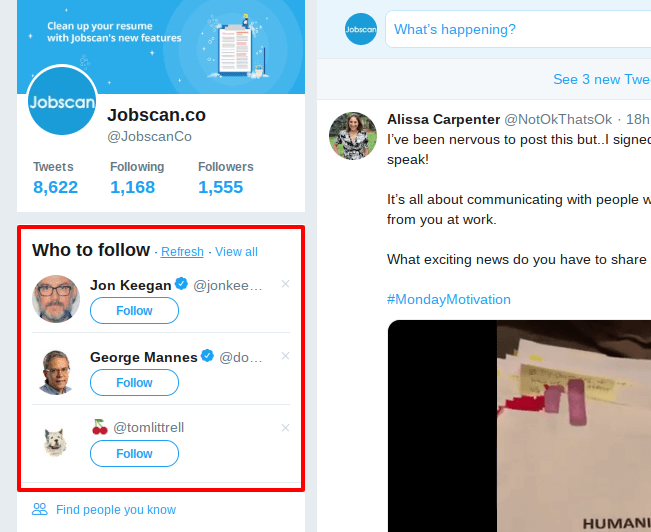 Clean up your resume
with Jobscan's new features
Jobscan
Jobscan.co
@JobscanCo
Tweets Following Followers
8,622 1,168 1,555
Who to follow · Refresh · View all
Jon Keegan @jonkee…
Follow
George Mannes @do…
Follow
🍒 @tomlittrell
Follow
Find people you know
Jobscan
What's happening?
See 3 new Twee
Alissa Carpenter @NotOkThatsOk · 18h
I've been nervous to post this but..I signed
speak!
It's all about communicating with people w
from you at work.
What exciting news do you have to share
#MondayMotivation
HUMANI